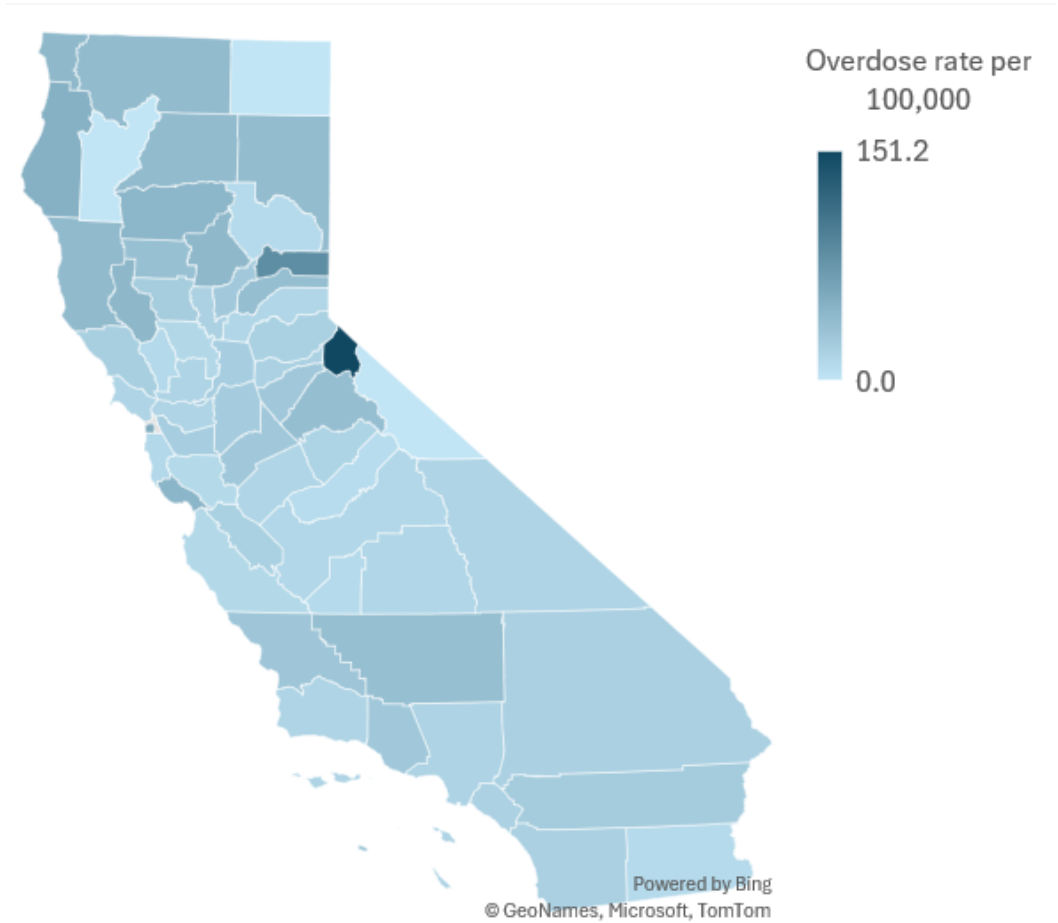 Overdose rate per
100,000
151.2
0.0
Powered by Bing
© GeoNames, Microsoft, TomTom